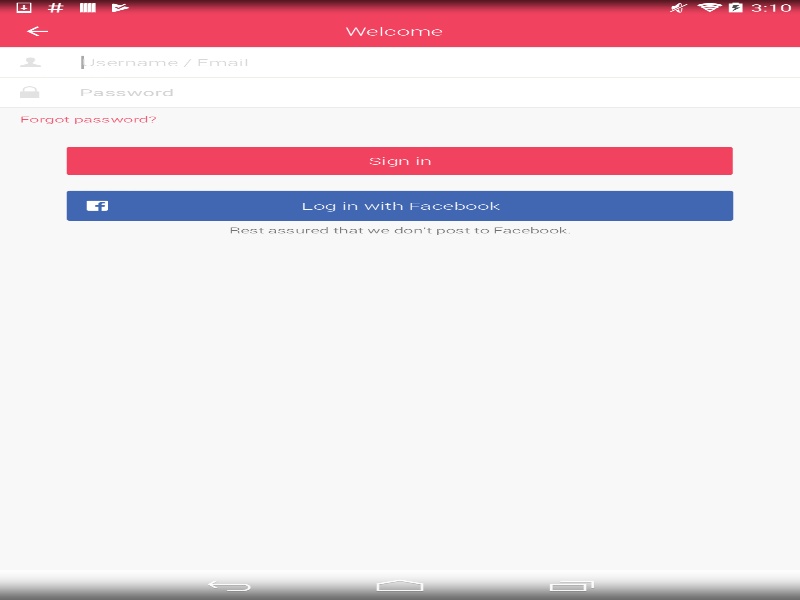 3:10
Welcome
Username / Email
Password
Forgot password?
Sign in
Log in with Facebook
Rest assured that we don't post to Facebook.